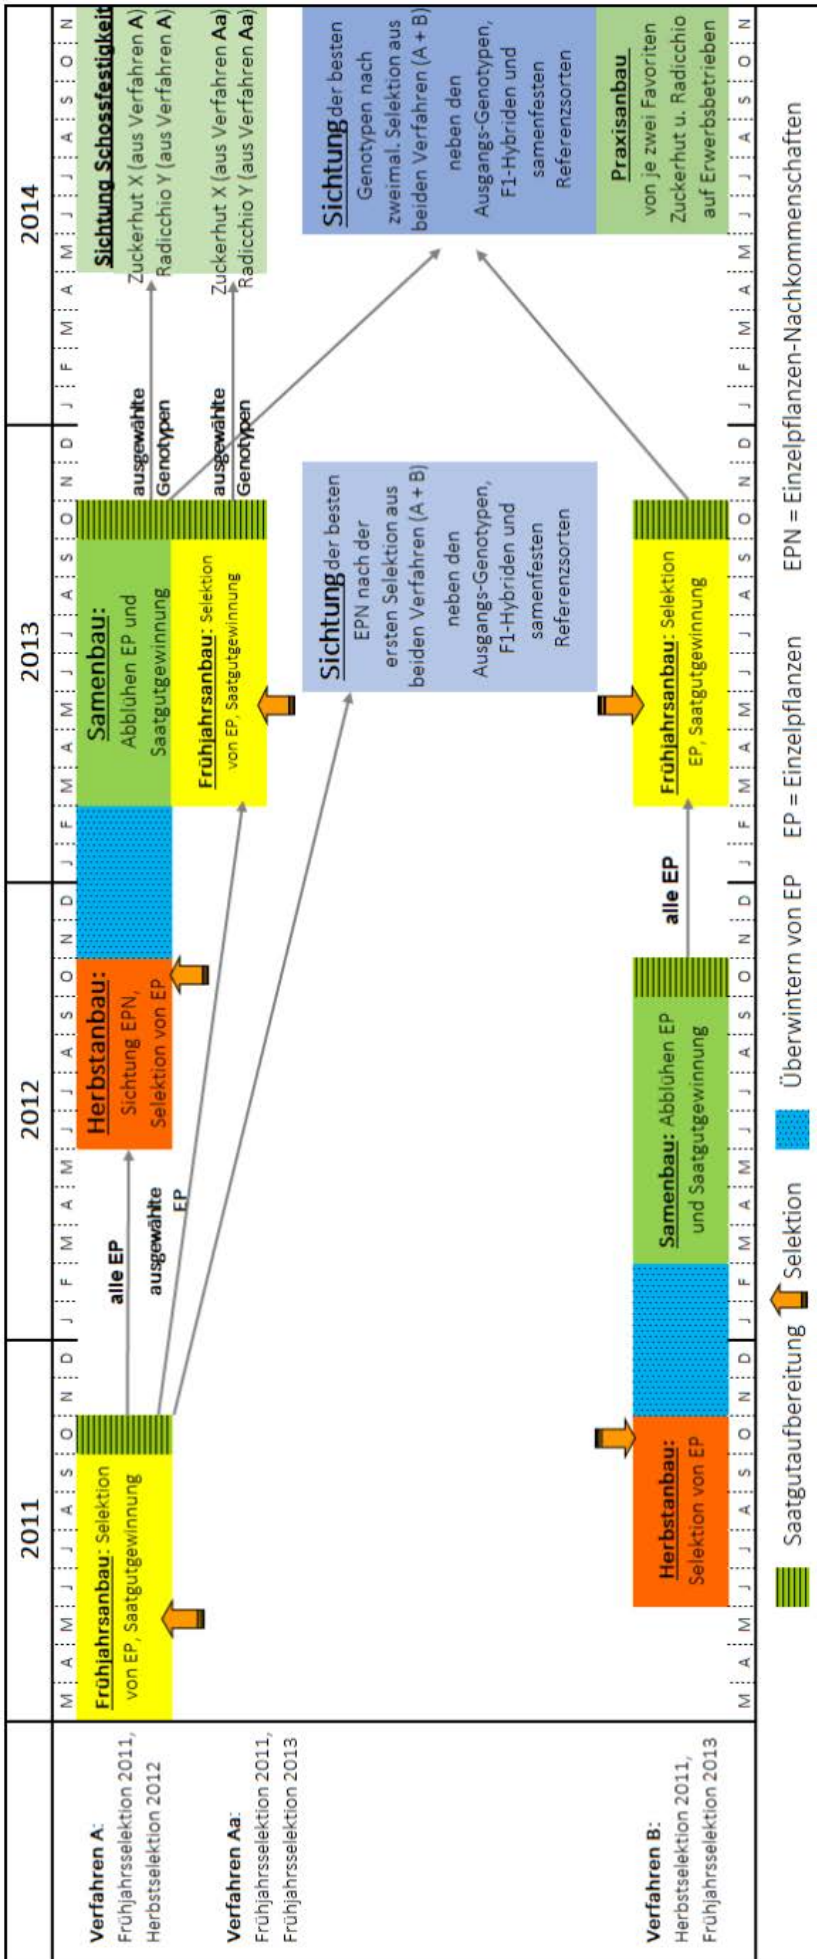 2011
2012
2013
2014
M A M J J A S O N D J F M A M J J A S O N D J F M A M J J A S O N D J F M A M J J A S O N
Verfahren A:
Frühjahrsselektion 2011,
Herbstselektion 2012
Frühjahrsanbau: Selektion
von EP, Saatgutgewinnung
alle EP
ausgewählte
EP
Herbstanbau:
Sichtung EPN,
Selektion von EP
Samenbau:
Abblühen EP und
Saatgutgewinnung
ausgewählte
Genotypen
Sichtung Schossfestigkeit
Zuckerhut X (aus Verfahren A)
Radicchio Y (aus Verfahren A)
Verfahren Aa:
Frühjahrsselektion 2011,
Frühjahrsselektion 2013
Frühjahrsanbau: Selektion
von EP, Saatgutgewinnung
ausgewählte
Genotypen
Zuckerhut X (aus Verfahren Aa)
Radicchio Y (aus Verfahren Aa)
Sichtung der besten
EPN nach der
ersten Selektion aus
beiden Verfahren (A + B)
neben den
Ausgangs-Genotypen,
F1-Hybriden und
samenfesten
Referenzsorten
Sichtung der besten
Genotypen nach
zweimal. Selektion aus
beiden Verfahren (A + B)
neben den
Ausgangs-Genotypen,
F1-Hybriden und
samenfesten
Referenzsorten
Verfahren B:
Herbstselektion 2011,
Frühjahrselektion 2013
Herbstanbau:
Selektion von EP
Samenbau: Abblühen EP
und Saatgutgewinnung
alle EP
Frühjahrsanbau: Selektion
EP, Saatgutgewinnung
Praxisanbau
von je zwei Favoriten
Zuckerhut u. Radicchio
auf Erwerbsbetrieben
M A M J J A S O N D J F M A M J J A S O N D J F M A M J J A S O N D J F M A M J J A S O N
Saatgutaufbereitung
Selektion
Überwintern von EP
EP = Einzelpflanzen
EPN = Einzelpflanzen-Nachkommenschaften